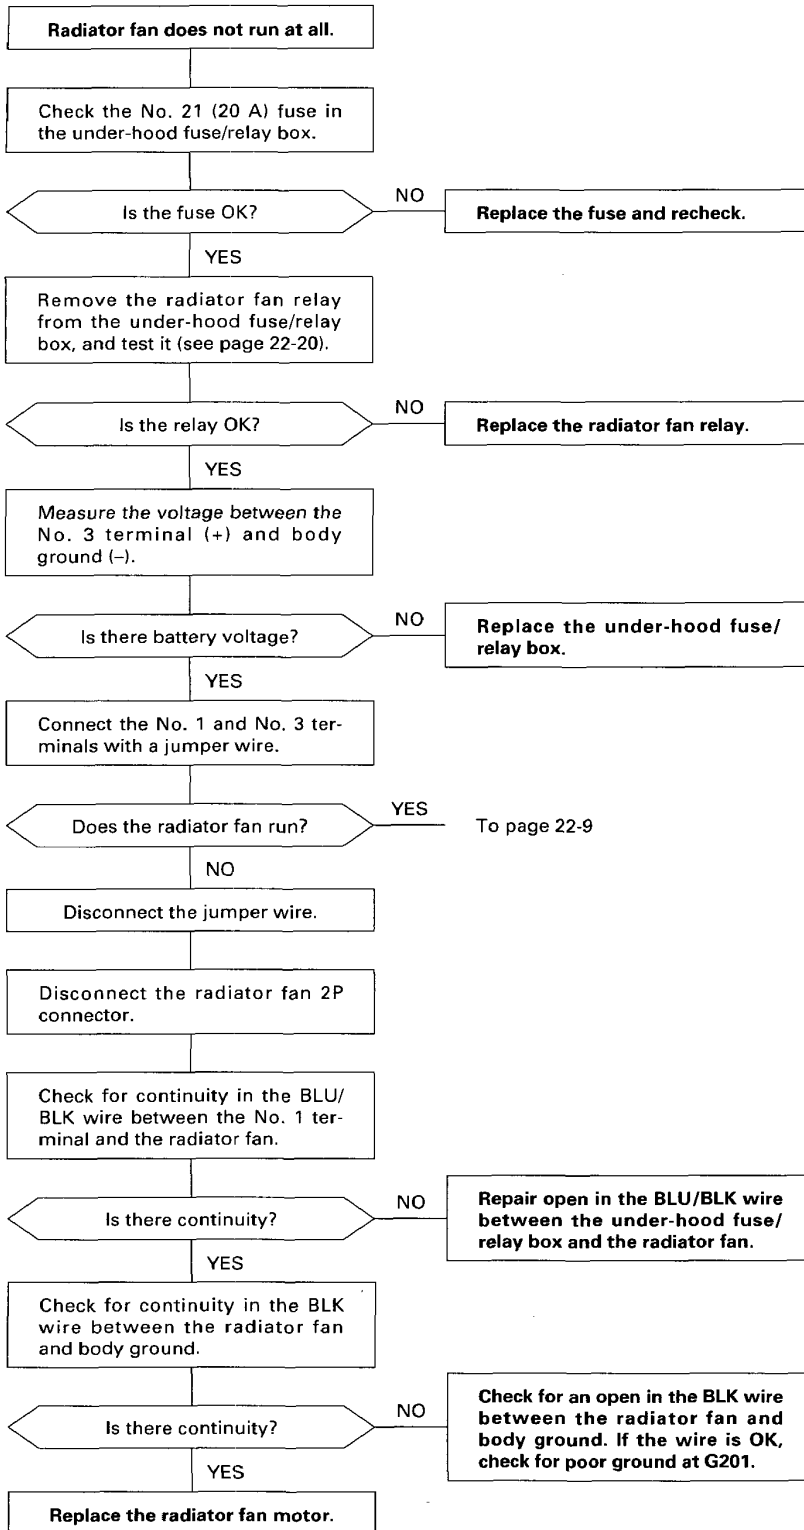 Radiator fan does not run at all.
Check the No. 21 (20 A) fuse in
the under-hood fuse/relay box.
Is the fuse OK?
NO
Replace the fuse and recheck.
YES
Remove the radiator fan relay
from the under-hood fuse/relay
box, and test it (see page 22-20).
Is the relay OK?
NO
Replace the radiator fan relay.
YES
Measure the voltage between the
No. 3 terminal (+) and body
ground (–).
Is there battery voltage?
NO
Replace the under-hood fuse/
relay box.
YES
Connect the No. 1 and No. 3 ter-
minals with a jumper wire.
Does the radiator fan run?
YES
To page 22-9
NO
Disconnect the jumper wire.
Disconnect the radiator fan 2P
connector.
Check for continuity in the BLU/
BLK wire between the No. 1 ter-
minal and the radiator fan.
Is there continuity?
NO
Repair open in the BLU/BLK wire
between the under-hood fuse/
relay box and the radiator fan.
YES
Check for continuity in the BLK
wire between the radiator fan
and body ground.
Is there continuity?
NO
Check for an open in the BLK wire
between the radiator fan and
body ground. If the wire is OK,
check for poor ground at G201.
YES
Replace the radiator fan motor.